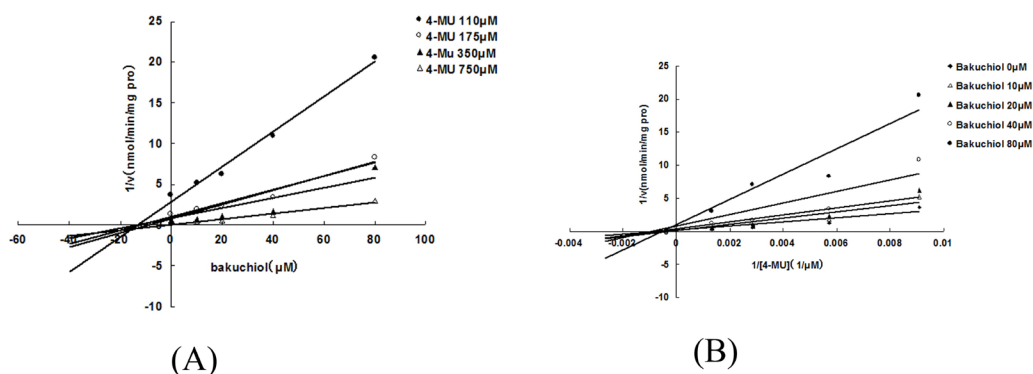 4-MU 110µM
4-MU 175µM
4-Mu 350µM
4-MU 750µM
1/v(nmol/min/mg pro)
25
20
15
10
5
0
-5
-10
-60
-40
-20
0
20
40
60
80
100
bakuchiol(µM)
(A)
Bakuchiol 0µM
Bakuchiol 10µM
Bakuchiol 20µM
Bakuchiol 40µM
Bakuchiol 80µM
1/v(nmol/min/mg pro)
25
20
15
10
5
0
-5
-10
-0.004
-0.002
0
0.002
0.004
0.006
0.008
0.01
1/[4-MU]( 1/µM)
(B)